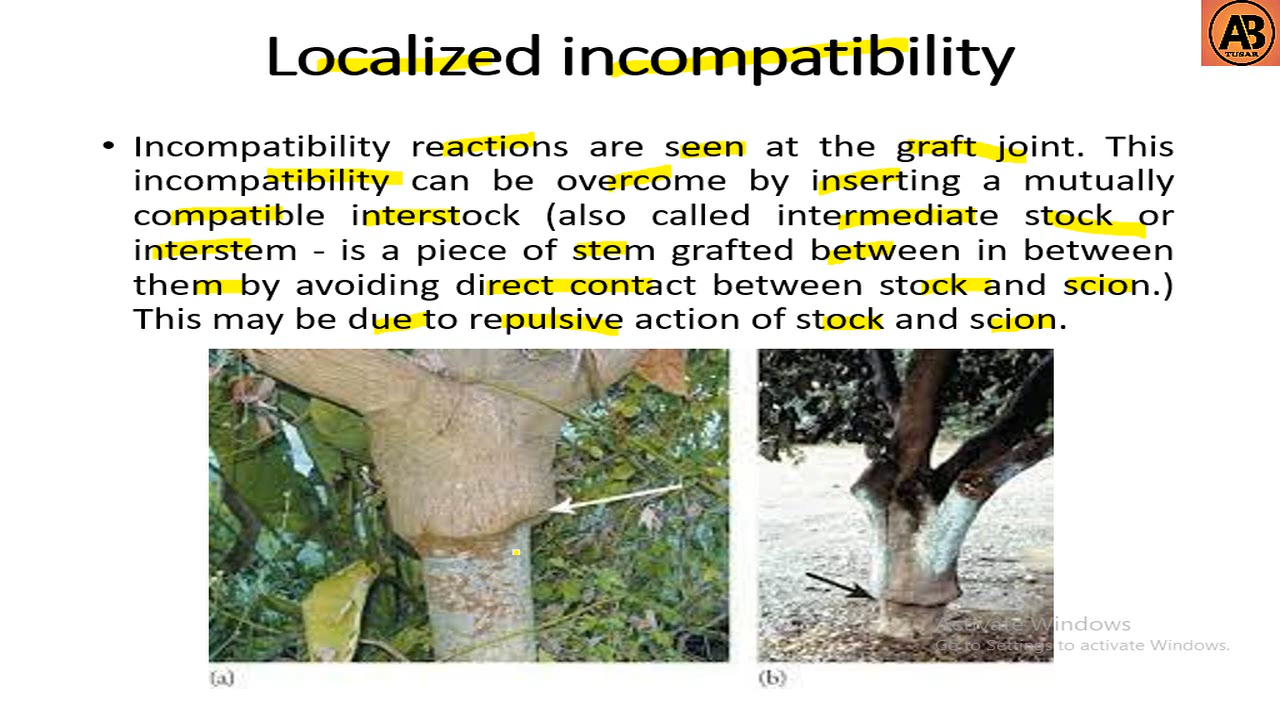 AB
TUSAR
Localized incompatibility
• Incompatibility reactions are seen at the graft joint. This
incompatibility can be overcome by inserting a mutually
compatible interstock (also called intermediate stock or
interstem - is a piece of stem grafted between in between
them by avoiding direct contact between stock and scion.)
This may be due to repulsive action of stock and scion.
Activate Windows
Go to Settings to activate Windows.
(a)
(b)